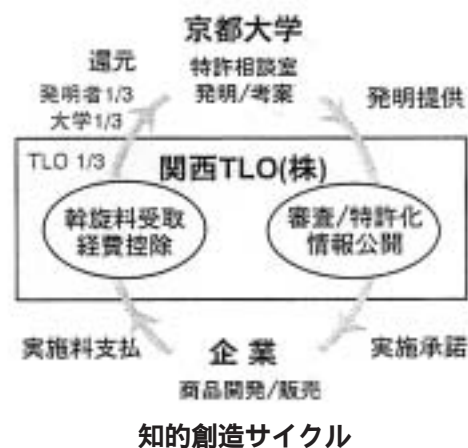 京都大学
特許相談室
発明/考案
還元
発明者1/3
大学1/3
発明提供
TLO 1/3
関西TLO(株)
斡旋料受取
経費控除
審査/特許化
情報公開
実施料支払
企業
商品開発/販売
実施承諾
知的創造サイクル